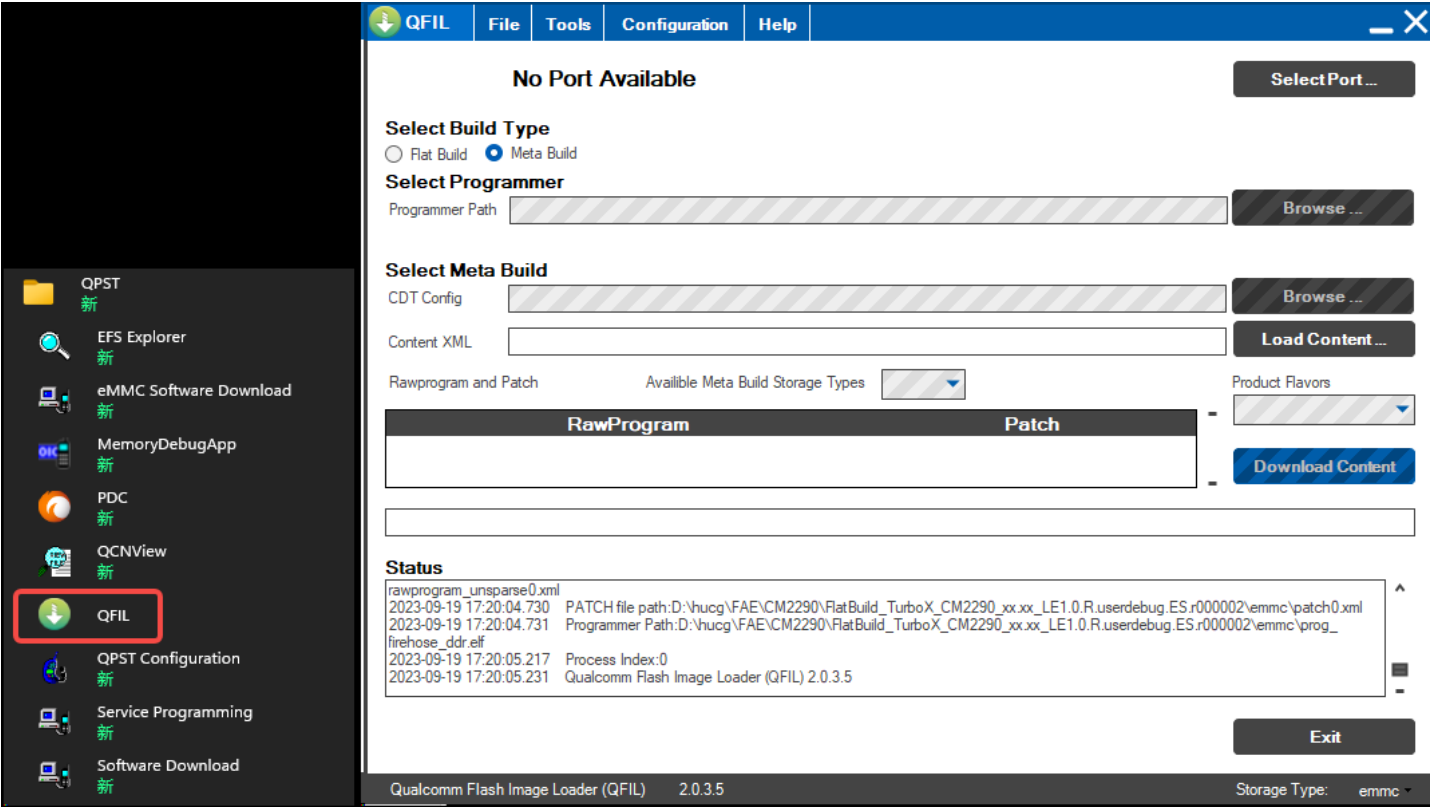 QPST
新
EFS Explorer
新
eMMC Software Download
新
MemoryDebugApp
新
PDC
新
QCNView
新
QFIL
QPST Configuration
新
Service Programming
新
Software Download
新
QFIL File Tools Configuration Help
No Port Available Select Port ...
Select Build Type
Flat Build Meta Build
Select Programmer
Programmer Path Browse ...
Select Meta Build
CDT Config Browse ...
Content XML Load Content ...
Rawprogram and Patch Availible Meta Build Storage Types Product Flavors
RawProgram Patch
Download Content
Status
rawprogram_unsparse0.xml
2023-09-19 17:20:04.730 PATCH file path:D:\hucg\FAE\CM2290\FlatBuild_TurboX_CM2290_xx.xx_LE1.0.R.userdebug.ES.r000002\emmc\patch0.xml
2023-09-19 17:20:04.731 Programmer Path:D:\hucg\FAE\CM2290\FlatBuild_TurboX_CM2290_xx.xx_LE1.0.R.userdebug.ES.r000002\emmc\prog_
firehose_ddr.elf
2023-09-19 17:20:05.217 Process Index:0
2023-09-19 17:20:05.231 Qualcomm Flash Image Loader (QFIL) 2.0.3.5
Exit
Qualcomm Flash Image Loader (QFIL) 2.0.3.5 Storage Type: emmc